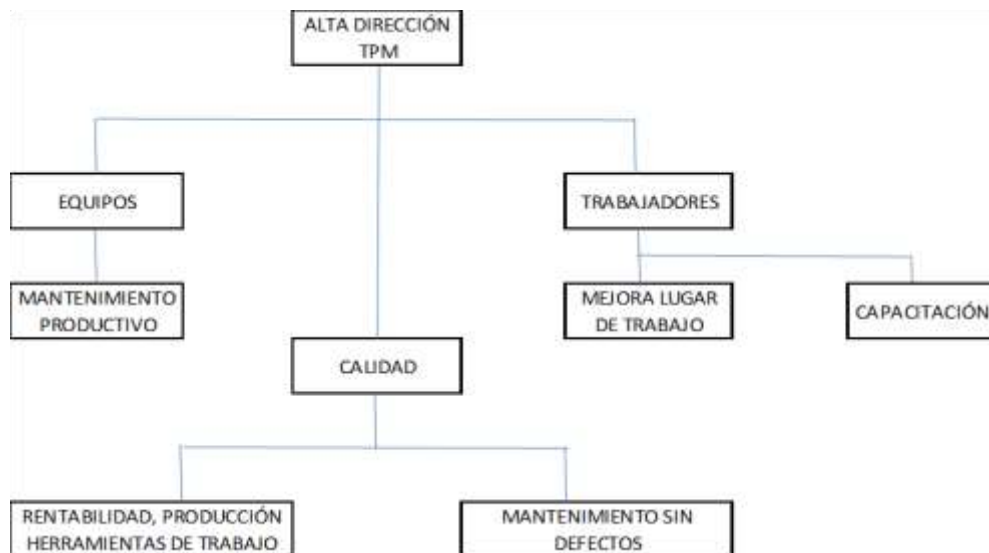 ALTA DIRECCIÓN
TPM
EQUIPOS
TRABAJADORES
MANTENIMIENTO
PRODUCTIVO
MEJORA LUGAR
DE TRABAJO
CAPACITACIÓN
CALIDAD
RENTABILIDAD, PRODUCCIÓN
HERRAMIENTAS DE TRABAJO
MANTENIMIENTO SIN
DEFECTOS